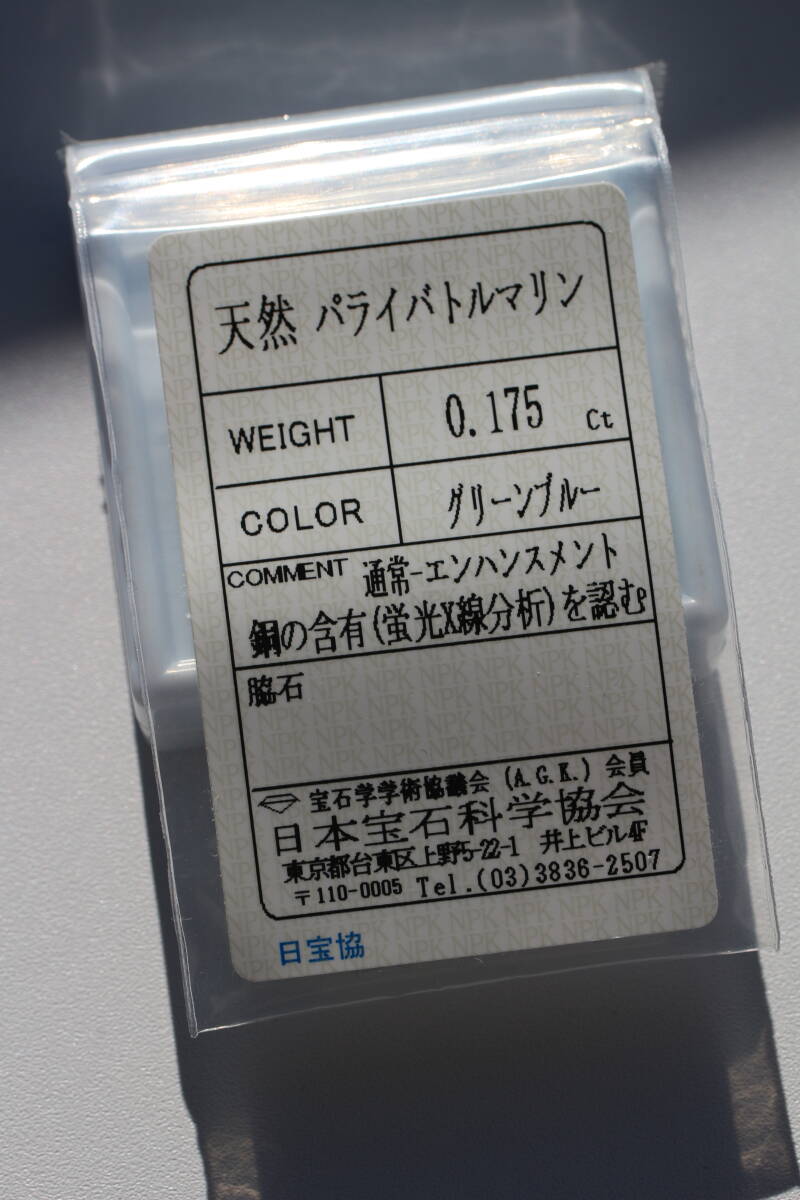 天然 パライバトルマリン
WEIGHT 0.175 Ct
COLOR グリーンブルー
COMMENT 通常-エンハンスメント
銅の含有(蛍光X線分析)を認む。
脇石
宝石学学術協議会 (A.G.K.) 会員
日本宝石科学協会
東京都台東区上野5-22-1 井上ビル4F
〒110-0005 Tel.(03)3836-2507
日宝協